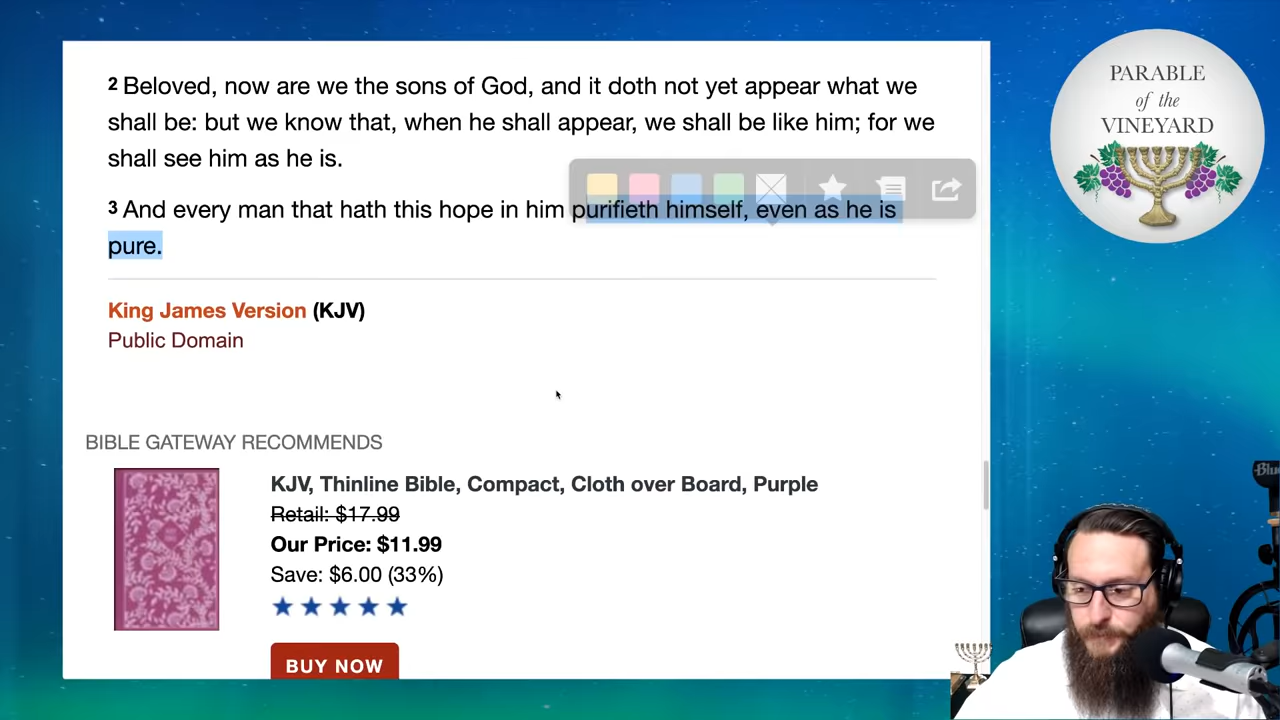 2 Beloved, now are we the sons of God, and it doth not yet appear what we
shall be: but we know that, when he shall appear, we shall be like him; for we
shall see him as he is.
3 And every man that hath this hope in him purifieth himself, even as he is
pure.
King James Version (KJV)
Public Domain
BIBLE GATEWAY RECOMMENDS
KJV, Thinline Bible, Compact, Cloth over Board, Purple
Retail: $17.99
Our Price: $11.99
Save: $6.00 (33%)
BUY NOW
PARABLE
of the
VINEYARD
Blue